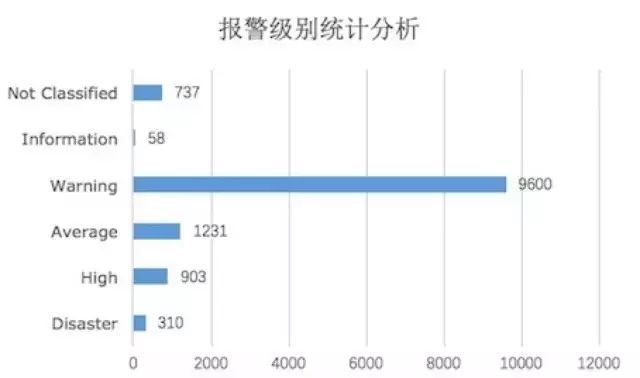 报警级别统计分析
Not Classified 737
Information 58
Warning 9600
Average 1231
High 903
Disaster 310
0 2000 4000 6000 8000 10000 12000